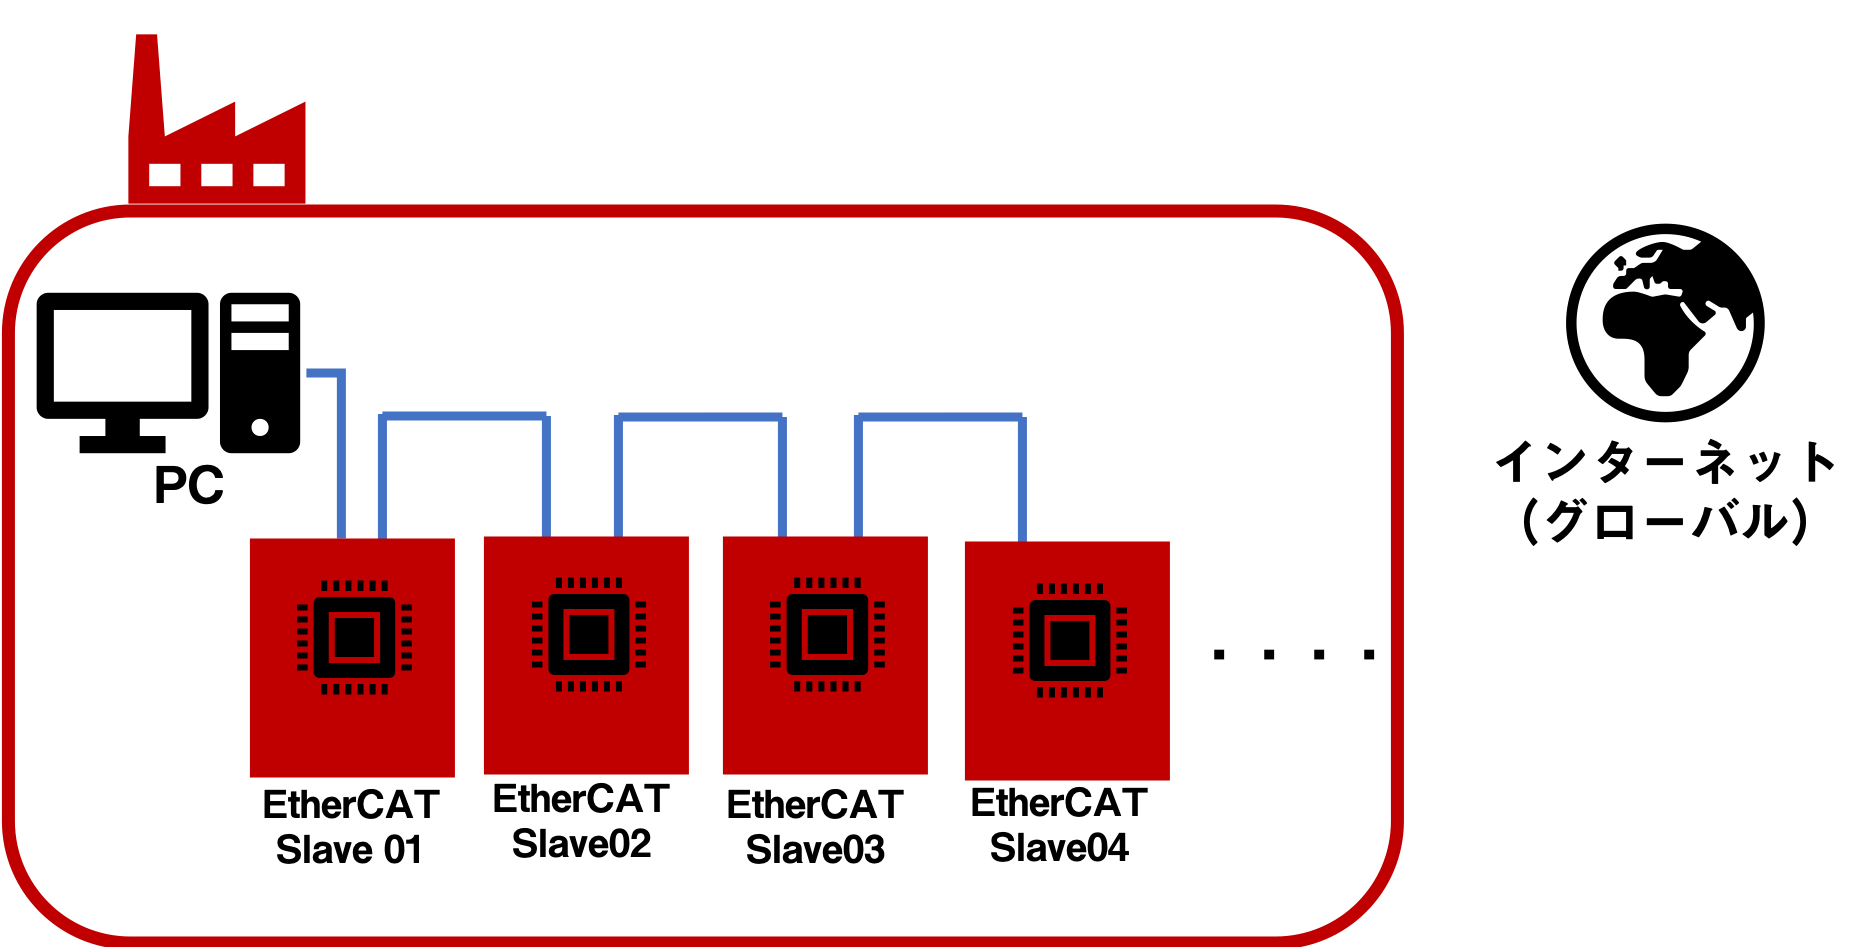 PC
インターネット
(グローバル)
EtherCAT
Slave 01
EtherCAT
Slave02
EtherCAT
Slave03
EtherCAT
Slave04
. . . .